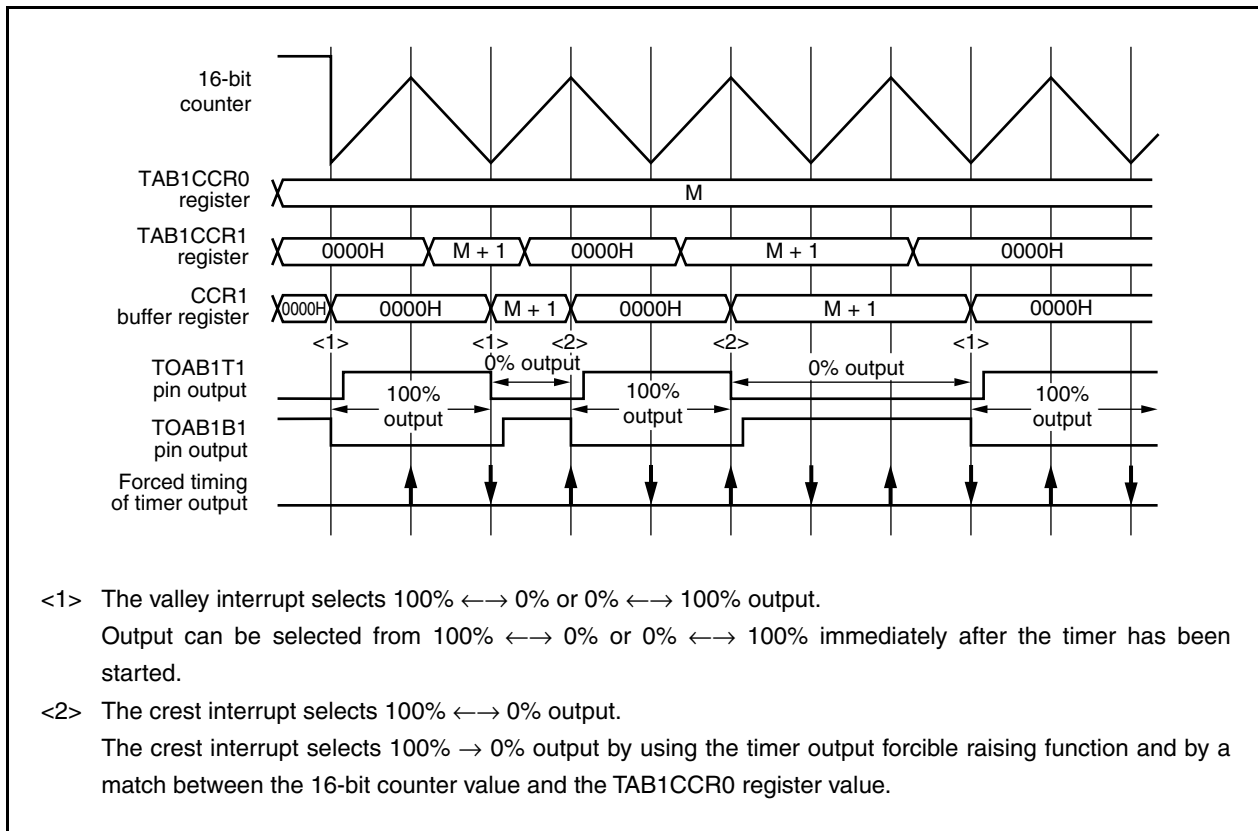 16-bit
counter
TAB1CCR0
register
M
TAB1CCR1
register
0000H
M + 1
0000H
M + 1
0000H
CCR1
buffer register
0000H
0000H
M + 1
0000H
M + 1
0000H
<1>
<1>
<2>
<2>
<1>
TOAB1T1
pin output
0% output
0% output
100%
output
100%
output
100%
output
TOAB1B1
pin output
Forced timing
of timer output
<1> The valley interrupt selects 100% ←→ 0% or 0% ←→ 100% output.
Output can be selected from 100% ←→ 0% or 0% ←→ 100% immediately after the timer has been
started.
<2> The crest interrupt selects 100% ←→ 0% output.
The crest interrupt selects 100% → 0% output by using the timer output forcible raising function and by a
match between the 16-bit counter value and the TAB1CCR0 register value.